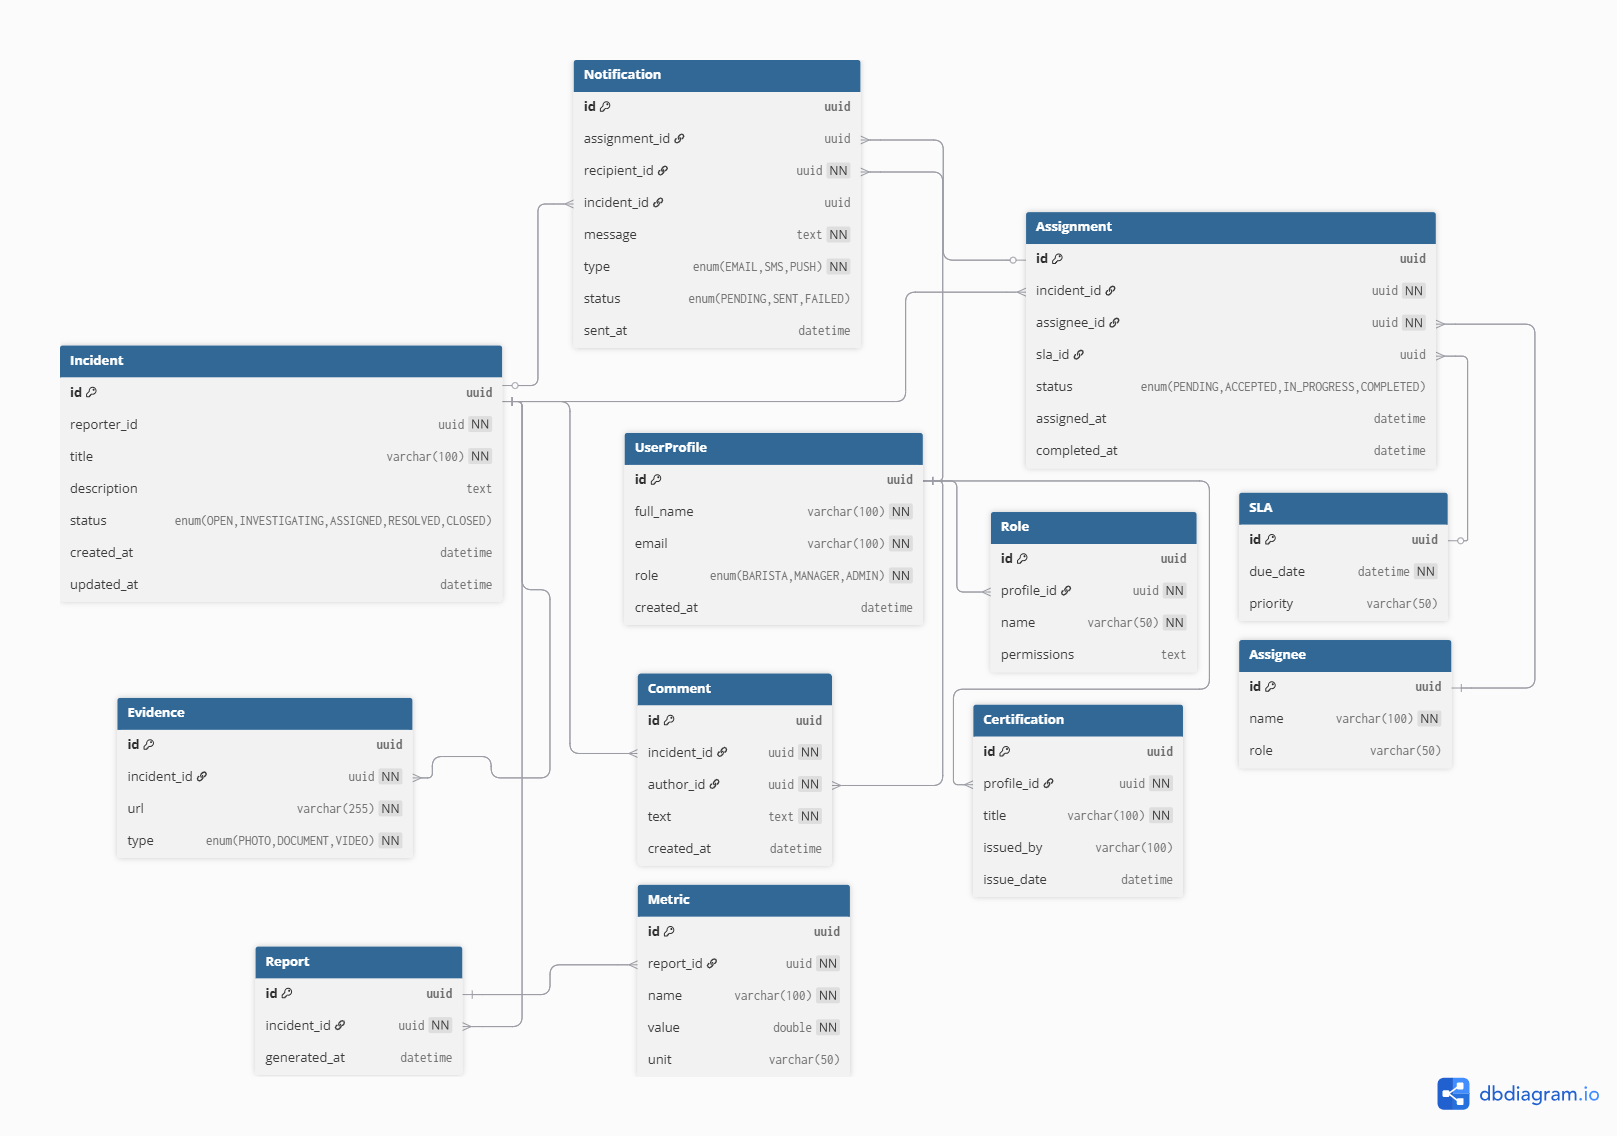 Notification
id uuid
assignment_id uuid
recipient_id uuid NN
incident_id uuid
message text NN
type enum(EMAIL,SMS,PUSH) NN
status enum(PENDING,SENT,FAILED)
sent_at datetime
Assignment
id uuid
incident_id uuid NN
assignee_id uuid NN
sla_id uuid
status enum(PENDING,ACCEPTED,IN_PROGRESS,COMPLETED)
assigned_at datetime
completed_at datetime
Incident
id uuid
reporter_id uuid NN
title varchar(100) NN
description text
status enum(OPEN,INVESTIGATING,ASSIGNED,RESOLVED,CLOSED)
created_at datetime
updated_at datetime
UserProfile
id uuid
full_name varchar(100) NN
email varchar(100) NN
role enum(BARISTA,MANAGER,ADMIN) NN
created_at datetime
Role
id uuid
profile_id uuid NN
name varchar(50) NN
permissions text
SLA
id uuid
due_date datetime NN
priority varchar(50)
Assignee
id uuid
name varchar(100) NN
role varchar(50)
Evidence
id uuid
incident_id uuid NN
url varchar(255) NN
type enum(PHOTO,DOCUMENT,VIDEO) NN
Comment
id uuid
incident_id uuid NN
author_id uuid NN
text text NN
created_at datetime
Certification
id uuid
profile_id uuid NN
title varchar(100) NN
issued_by varchar(100)
issue_date datetime
Metric
id uuid
report_id uuid NN
name varchar(100) NN
value double NN
unit varchar(50)
Report
id uuid
incident_id uuid NN
generated_at datetime
dbdiagram.io